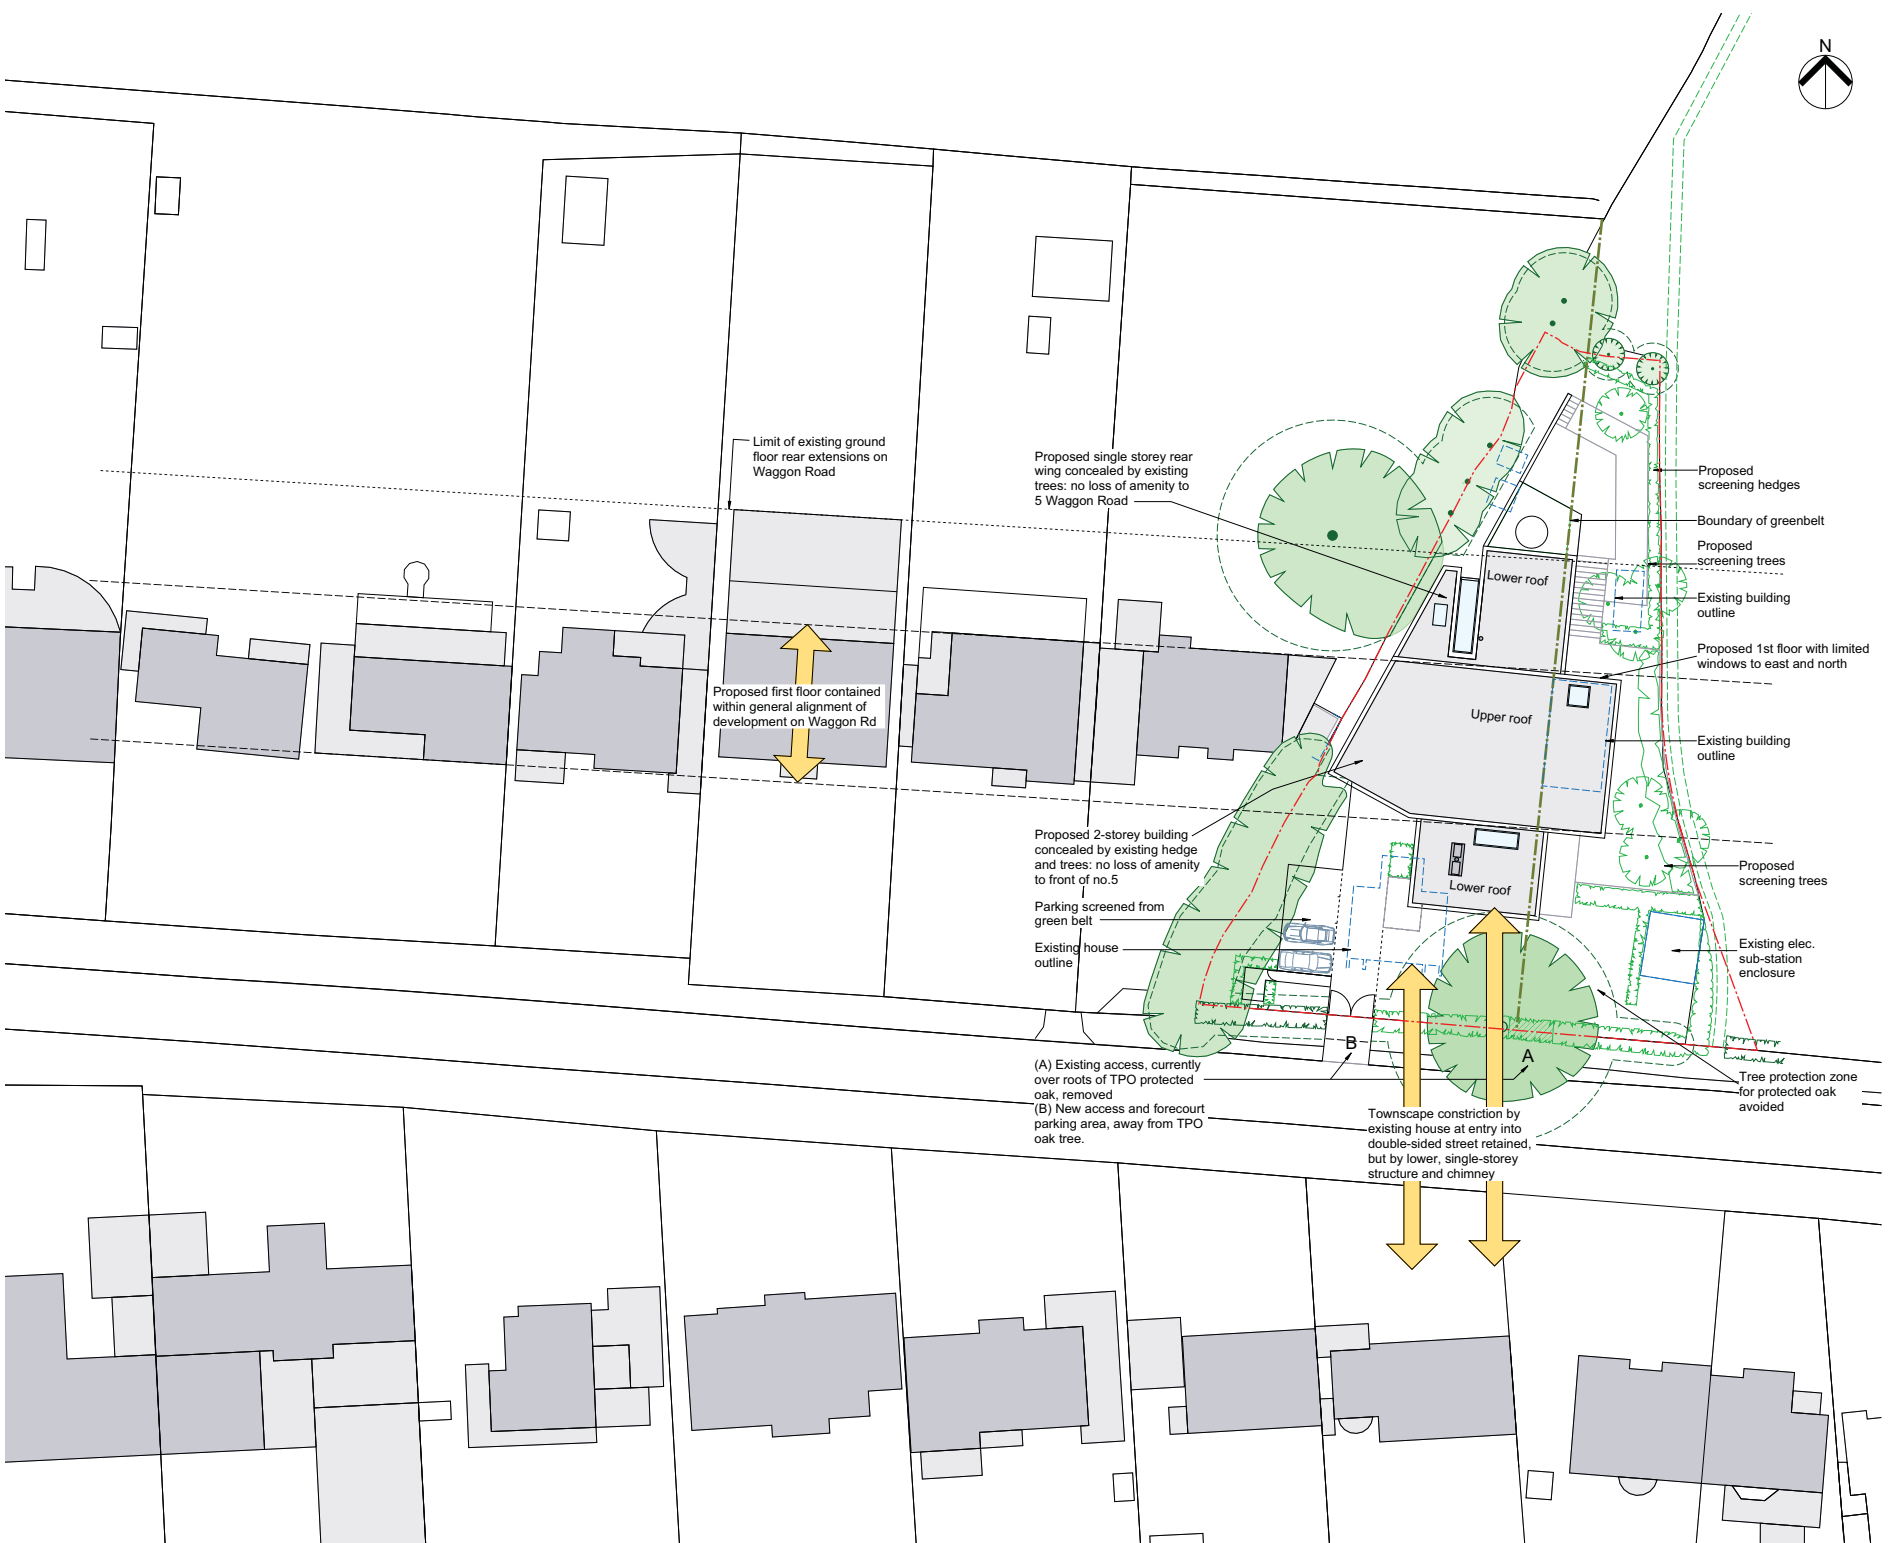 N
Limit of existing ground
floor rear extensions on
Waggon Road
Proposed single storey rear
wing concealed by existing
trees: no loss of amenity to
5 Waggon Road
Proposed
screening hedges
Boundary of greenbelt
Proposed
screening trees
Lower roof
Existing building
outline
Proposed 1st floor with limited
windows to east and north
Proposed first floor contained
within general alignment of
development on Waggon Rd
Upper roof
Existing building
outline
Proposed 2-storey building
concealed by existing hedge
and trees: no loss of amenity
to front of no.5
Proposed
screening trees
Lower roof
Parking screened from
green belt
Existing house
outline
Existing elec.
sub-station
enclosure
B
A
(A) Existing access, currently
over roots of TPO protected
oak, removed
(B) New access and forecourt
parking area, away from TPO
oak tree.
Tree protection zone
for protected oak
avoided
Townscape constriction by
existing house at entry into
double-sided street retained,
but by lower, single-storey
structure and chimney